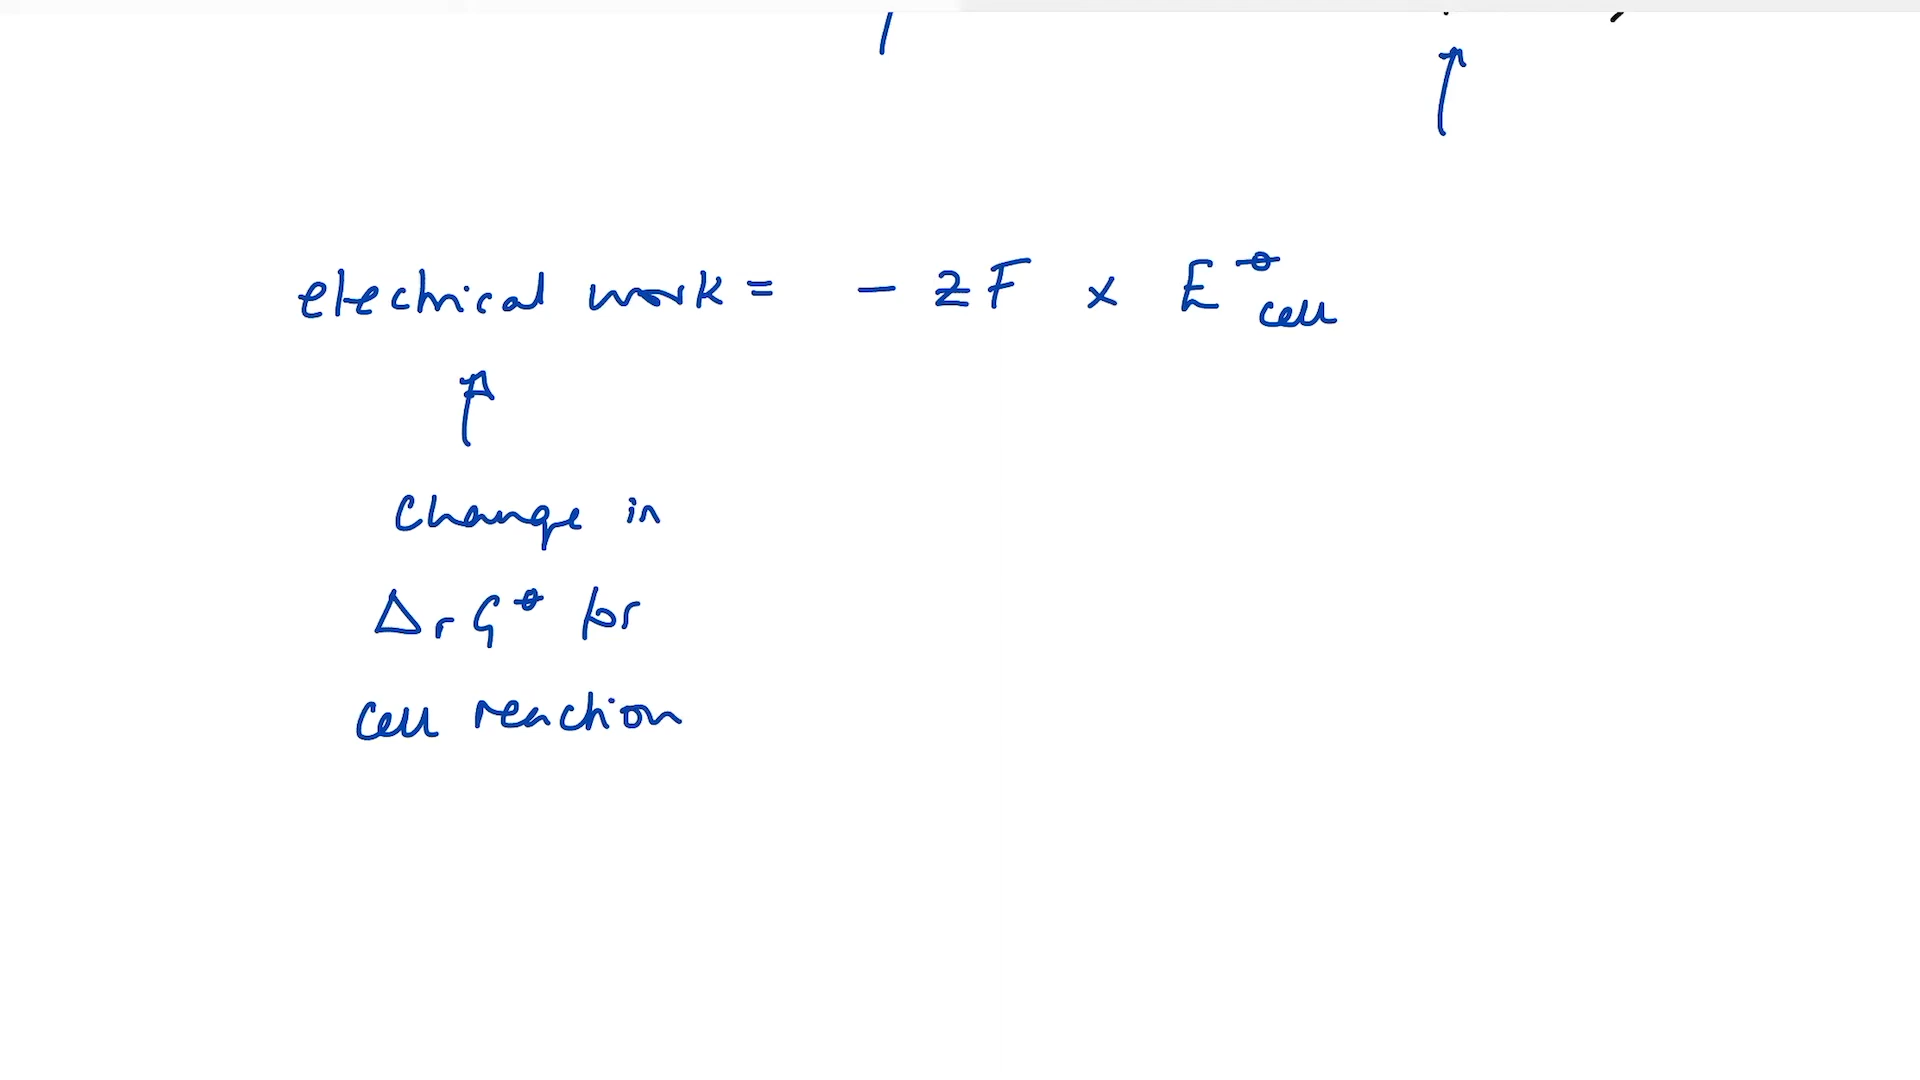 electrical work = - zF × E⦵cell
change in
ΔrG⦵ for
cell reaction